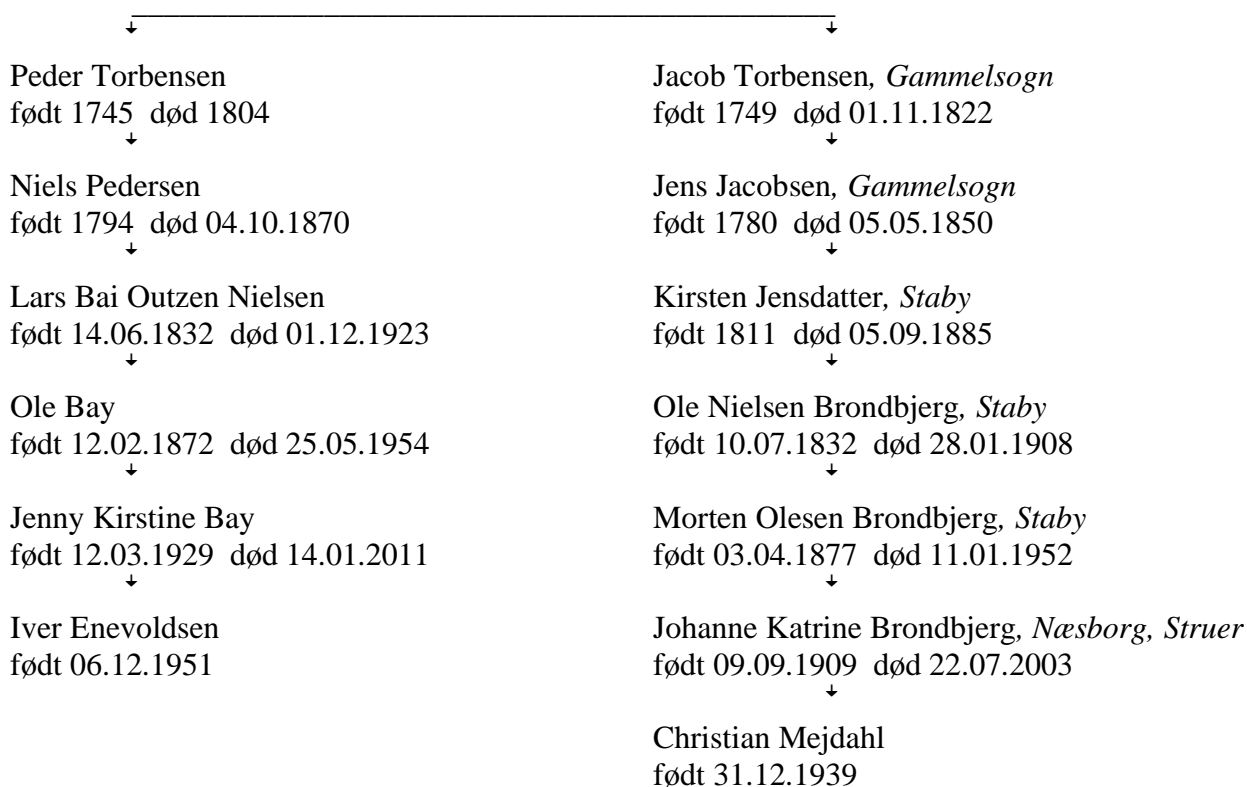 Peder Torbensen
født 1745  død 1804
Niels Pedersen
født 1794  død 04.10.1870
Lars Bai Outzen Nielsen
født 14.06.1832  død 01.12.1923
Ole Bay
født 12.02.1872  død 25.05.1954
Jenny Kirstine Bay
født 12.03.1929  død 14.01.2011
Iver Enevoldsen
født 06.12.1951
Jacob Torbensen, Gammelsogn
født 1749  død 01.11.1822
Jens Jacobsen, Gammelsogn
født 1780  død 05.05.1850
Kirsten Jensdatter, Staby
født 1811  død 05.09.1885
Ole Nielsen Brondbjerg, Staby
født 10.07.1832  død 28.01.1908
Morten Olesen Brondbjerg, Staby
født 03.04.1877  død 11.01.1952
Johanne Katrine Brondbjerg, Næsborg, Struer
født 09.09.1909  død 22.07.2003
Christian Mejdahl
født 31.12.1939